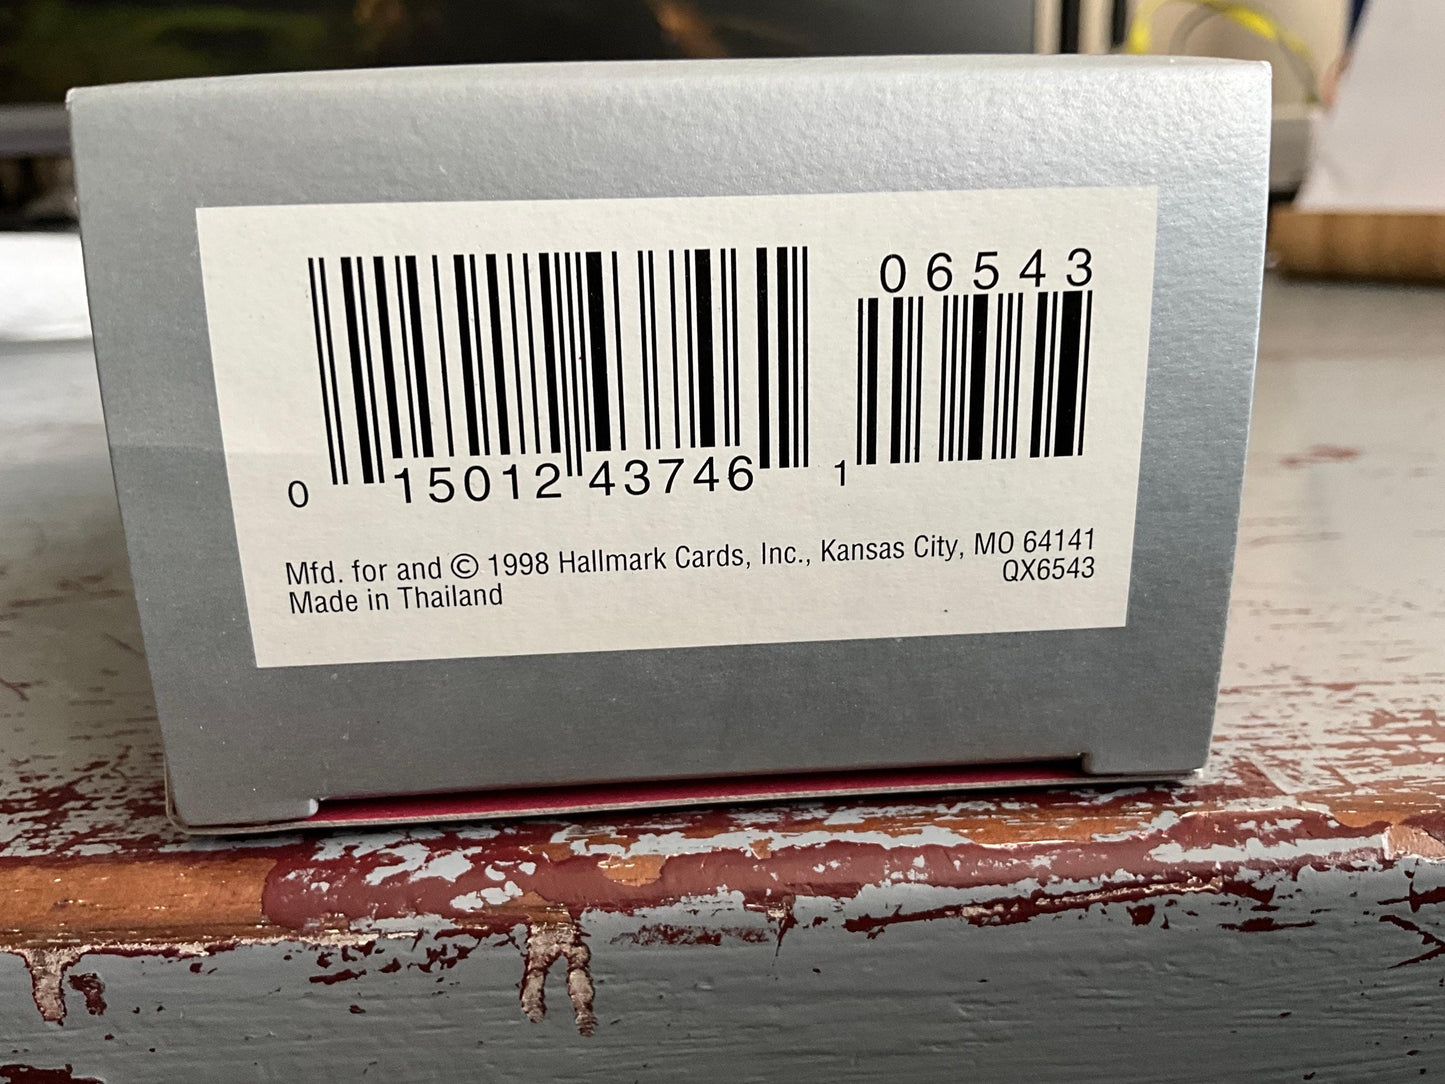 06543
0 15012 43746 1
Mfd. for and © 1998 Hallmark Cards, Inc., Kansas City, MO 64141
QX6543
Made in Thailand